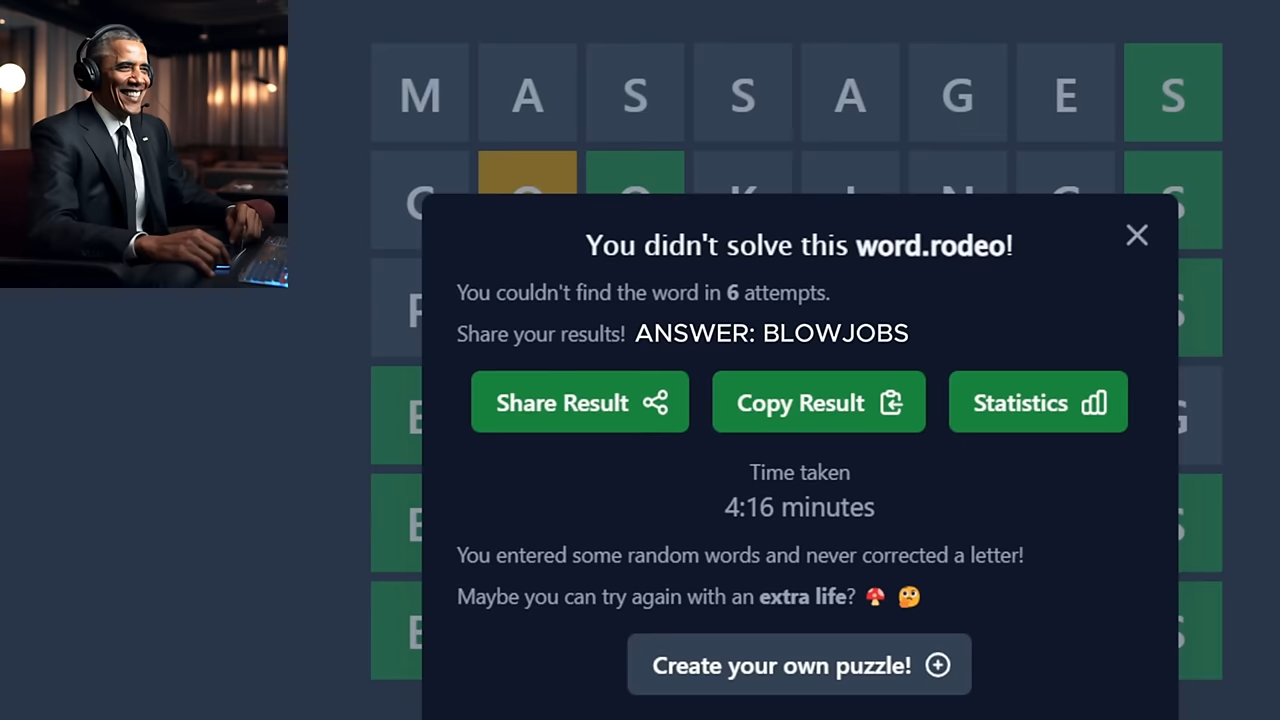 M A S S A G E S
You didn't solve this word.rodeo!
You couldn't find the word in 6 attempts.
Share your results! ANSWER: BLOWJOBS
Share Result
Copy Result
Statistics
Time taken
4:16 minutes
You entered some random words and never corrected a letter!
Maybe you can try again with an extra life?
Create your own puzzle!